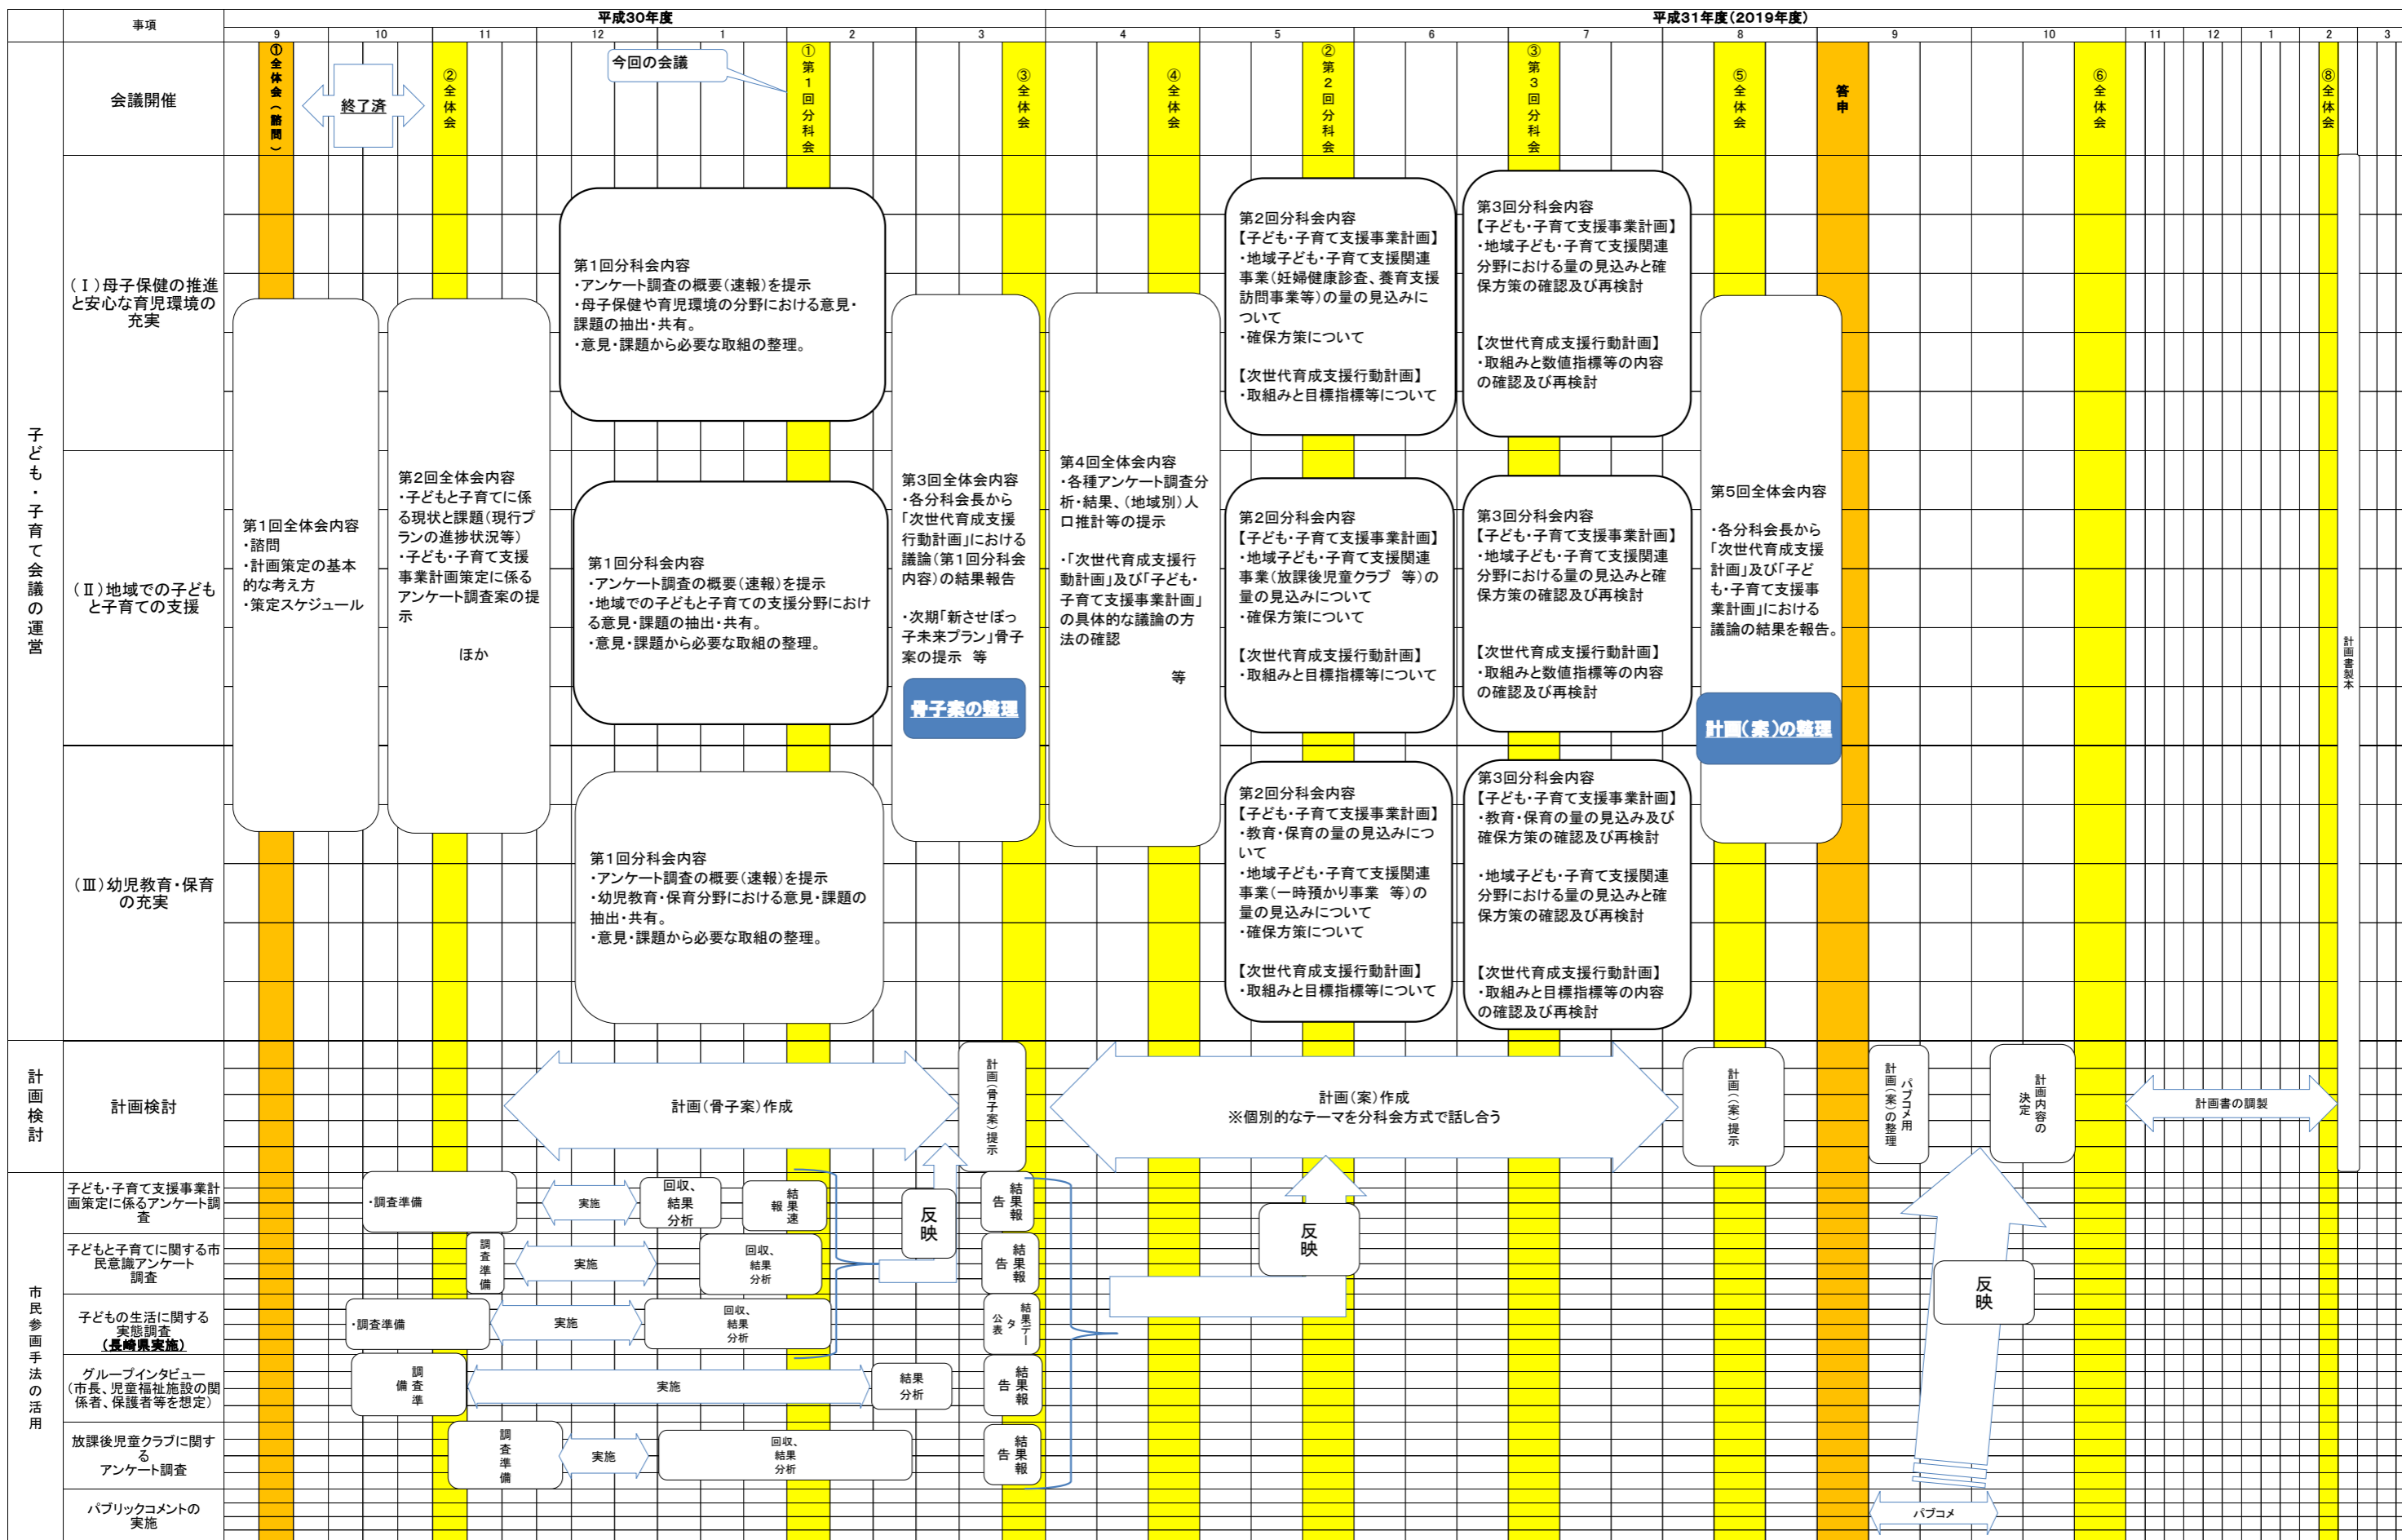 事項
平成30年度
平成31年度(2019年度)
9
10
11
12
1
2
3
4
5
6
7
8
9
10
11
12
1
2
3
子ども・子育て会議の運営
会議開催
①全体会(諮問)
終了済
②全体会
今回の会議
①第1回分科会
③全体会
④全体会
②第2回分科会
③第3回分科会
⑤全体会
答申
⑥全体会
⑧全体会
(Ⅰ)母子保健の推進
と安心な育児環境の
充実
(Ⅱ)地域での子ども
と子育ての支援
(Ⅲ)幼児教育・保育
の充実
第1回全体会内容
・諮問
・計画策定の基本
的な考え方
・策定スケジュール
第2回全体会内容
・子どもと子育てに係
る現状と課題(現行プ
ランの進捗状況等)
・子ども・子育て支援
事業計画策定に係る
アンケート調査案の提
示
ほか
第1回分科会内容
・アンケート調査の概要(速報)を提示
・母子保健や育児環境の分野における意見・
課題の抽出・共有。
・意見・課題から必要な取組の整理。
第1回分科会内容
・アンケート調査の概要(速報)を提示
・地域での子どもと子育ての支援分野におけ
る意見・課題の抽出・共有。
・意見・課題から必要な取組の整理。
第1回分科会内容
・アンケート調査の概要(速報)を提示
・幼児教育・保育分野における意見・課題の
抽出・共有。
・意見・課題から必要な取組の整理。
第3回全体会内容
・各分科会長から
「次世代育成支援
行動計画」における
議論(第1回分科会
内容)の結果報告
・次期「新させぼっ
子未来プラン」骨子
案の提示 等
骨子案の整理
第4回全体会内容
・各種アンケート調査分
析・結果、(地域別)人
口推計等の提示
・「次世代育成支援行
動計画」及び「子ども・
子育て支援事業計画」
の具体的な議論の方
法の確認
等
第2回分科会内容
【子ども・子育て支援事業計画】
・地域子ども・子育て支援関連
事業(妊婦健康診査、養育支援
訪問事業等)の量の見込みに
ついて
・確保方策について
【次世代育成支援行動計画】
・取組みと目標指標等について
第2回分科会内容
【子ども・子育て支援事業計画】
・地域子ども・子育て支援関連
事業(放課後児童クラブ 等)の
量の見込みについて
・確保方策について
【次世代育成支援行動計画】
・取組みと目標指標等について
第2回分科会内容
【子ども・子育て支援事業計画】
・教育・保育の量の見込みにつ
いて
・地域子ども・子育て支援関連
事業(一時預かり事業 等)の
量の見込みについて
・確保方策について
【次世代育成支援行動計画】
・取組みと目標指標等について
第3回分科会内容
【子ども・子育て支援事業計画】
・地域子ども・子育て支援関連
分野における量の見込みと確
保方策の確認及び再検討
【次世代育成支援行動計画】
・取組みと数値指標等の内容
の確認及び再検討
第3回分科会内容
【子ども・子育て支援事業計画】
・地域子ども・子育て支援関連
分野における量の見込みと確
保方策の確認及び再検討
【次世代育成支援行動計画】
・取組みと数値指標等の内容
の確認及び再検討
第3回分科会内容
【子ども・子育て支援事業計画】
・教育・保育の量の見込み及び
確保方策の確認及び再検討
・地域子ども・子育て支援関連
分野における量の見込みと確
保方策の確認及び再検討
【次世代育成支援行動計画】
・取組みと目標指標等の内容
の確認及び再検討
第5回全体会内容
・各分科会長から
「次世代育成支援
計画」及び「子ど
も・子育て支援事
業計画」における
議論の結果を報告。
計画(案)の整理
計画書製本
計画検討
計画検討
計画(骨子案)作成
計画(骨子案)提示
計画(案)作成
※個別的なテーマを分科会方式で話し合う
計画(案)提示
パブコメ用
計画(案)の整理
計画内容の
決定
計画書の調製
市民参画手法の活用
子ども・子育て支援事業計
画策定に係るアンケート調
査
・調査準備
実施
回収、
結果
分析
結果速
報
反映
結果報
告
反映
反映
子どもと子育てに関する市
民意識アンケート
調査
調査準備
実施
回収、
結果
分析
結果報
告
子どもの生活に関する
実態調査
(長崎県実施)
・調査準備
実施
回収、
結果
分析
結果デー
タ
公表
グループインタビュー
(市長、児童福祉施設の関
係者、保護者等を想定)
調査準
備
実施
結果
分析
結果報
告
放課後児童クラブに関す
る
アンケート調査
調査準備
実施
回収、
結果
分析
結果報
告
パブリックコメントの
実施
パブコメ